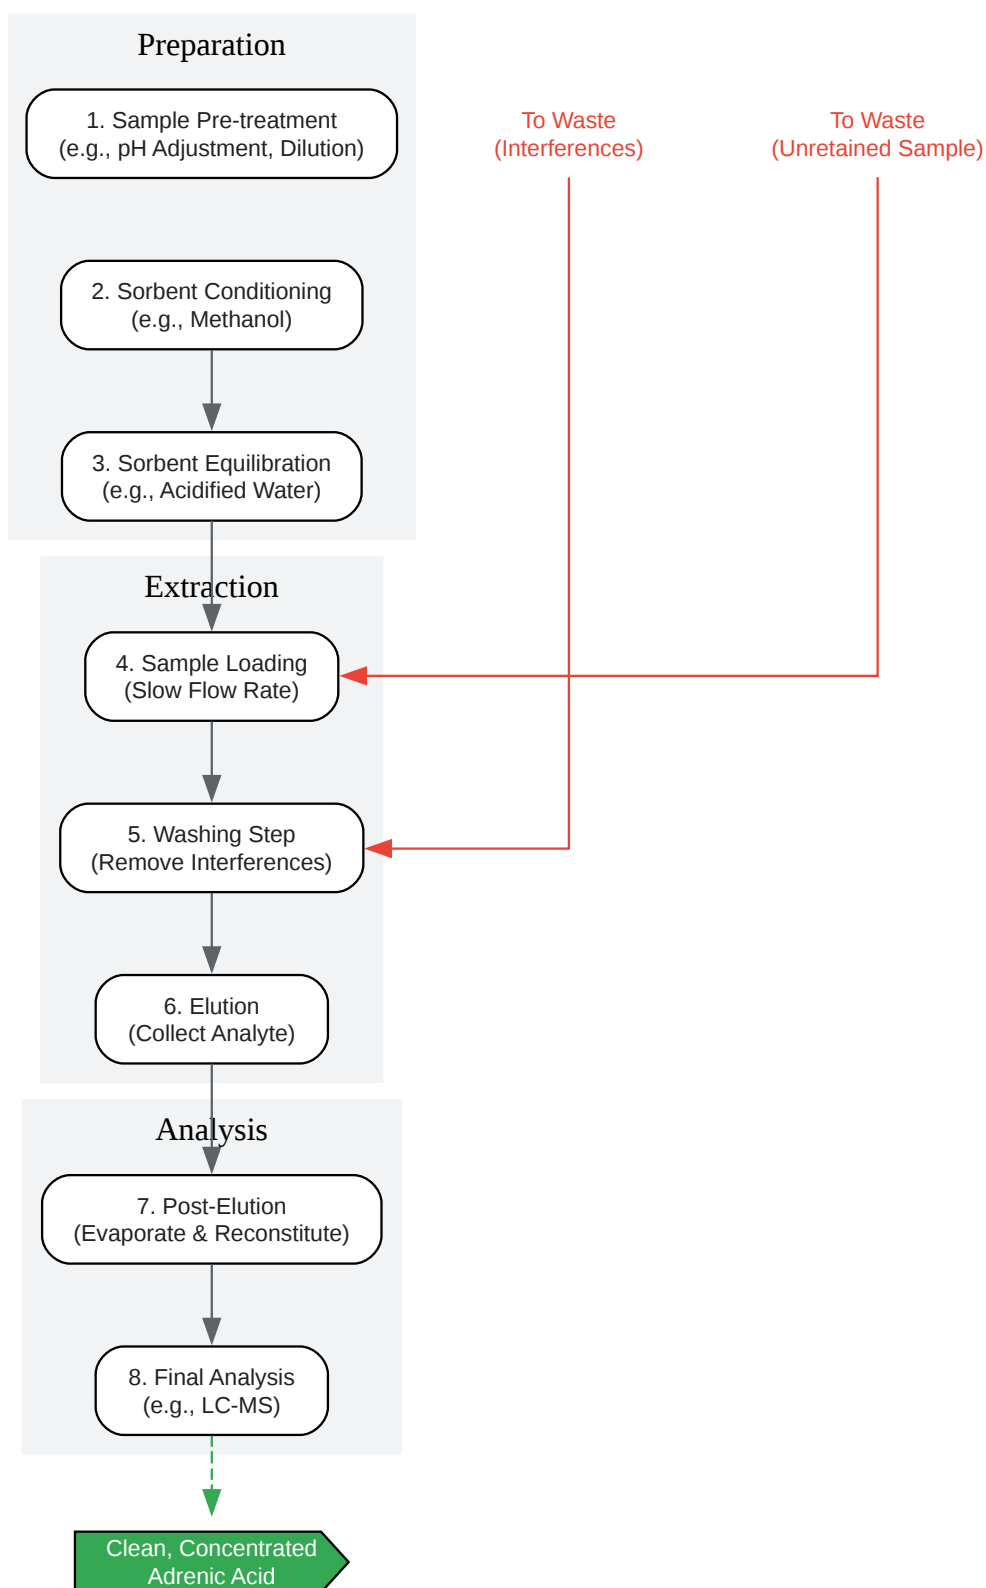 Preparation
1. Sample Pre-treatment
(e.g., pH Adjustment, Dilution)
To Waste
(Interferences)
To Waste
(Unretained Sample)
2. Sorbent Conditioning
(e.g., Methanol)
3. Sorbent Equilibration
(e.g., Acidified Water)
Extraction
4. Sample Loading
(Slow Flow Rate)
5. Washing Step
(Remove Interferences)
6. Elution
(Collect Analyte)
Analysis
7. Post-Elution
(Evaporate & Reconstitute)
8. Final Analysis
(e.g., LC-MS)
Clean, Concentrated
Adrenic Acid